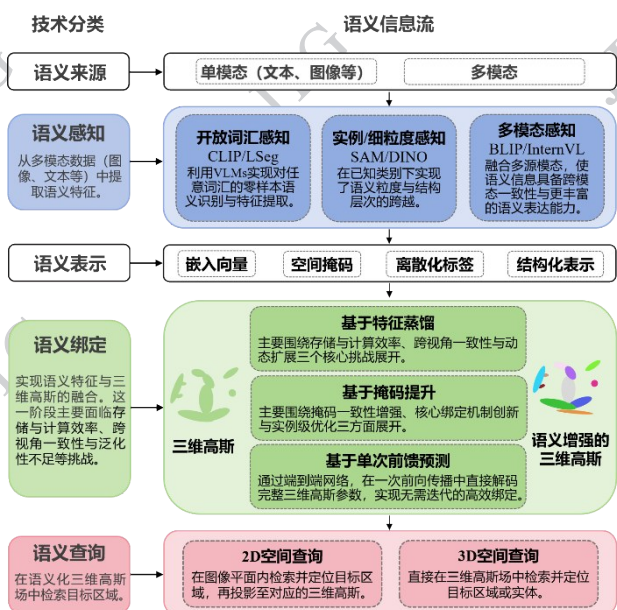 技术分类
语义信息流
语义来源
单模态（文本、图像等）
多模态
语义感知
从多模态数据（图
像、文本等）中提
取语义特征。
开放词汇感知
CLIP/LSeg
利用VLMs实现对任
意词汇的零样本语
义识别与特征提取。
实例/细粒度感知
SAM/DINO
在已知类别下实现
了语义粒度与结构
层次的跨越。
多模态感知
BLIP/InternVL
融合多源模态，使
语义信息具备跨模
态一致性与更丰富
的语义表达能力。
语义表示
嵌入向量
空间掩码
离散化标签
结构化表示
语义绑定
实现语义特征与三
维高斯的融合。这
一阶段主要面临存
储与计算效率、跨
视角一致性与泛化
性不足等挑战。
三维高斯
基于特征蒸馏
主要围绕存储与计算效率、跨视角一致性与动
态扩展三个核心挑战展开。
基于掩码提升
主要围绕掩码一致性增强、核心绑定机制创新
与实例级优化三方面展开。
基于单次前馈预测
通过端到端网络，在一次前向传播中直接解码
完整三维高斯参数，实现无需迭代的高效绑定。
语义增强的
三维高斯
语义查询
在语义化三维高斯
场中检索目标区域。
2D空间查询
在图像平面内检索并定位目标区
域，再投影至对应的三维高斯。
3D空间查询
直接在三维高斯场中检索并定位
目标区域或实体。